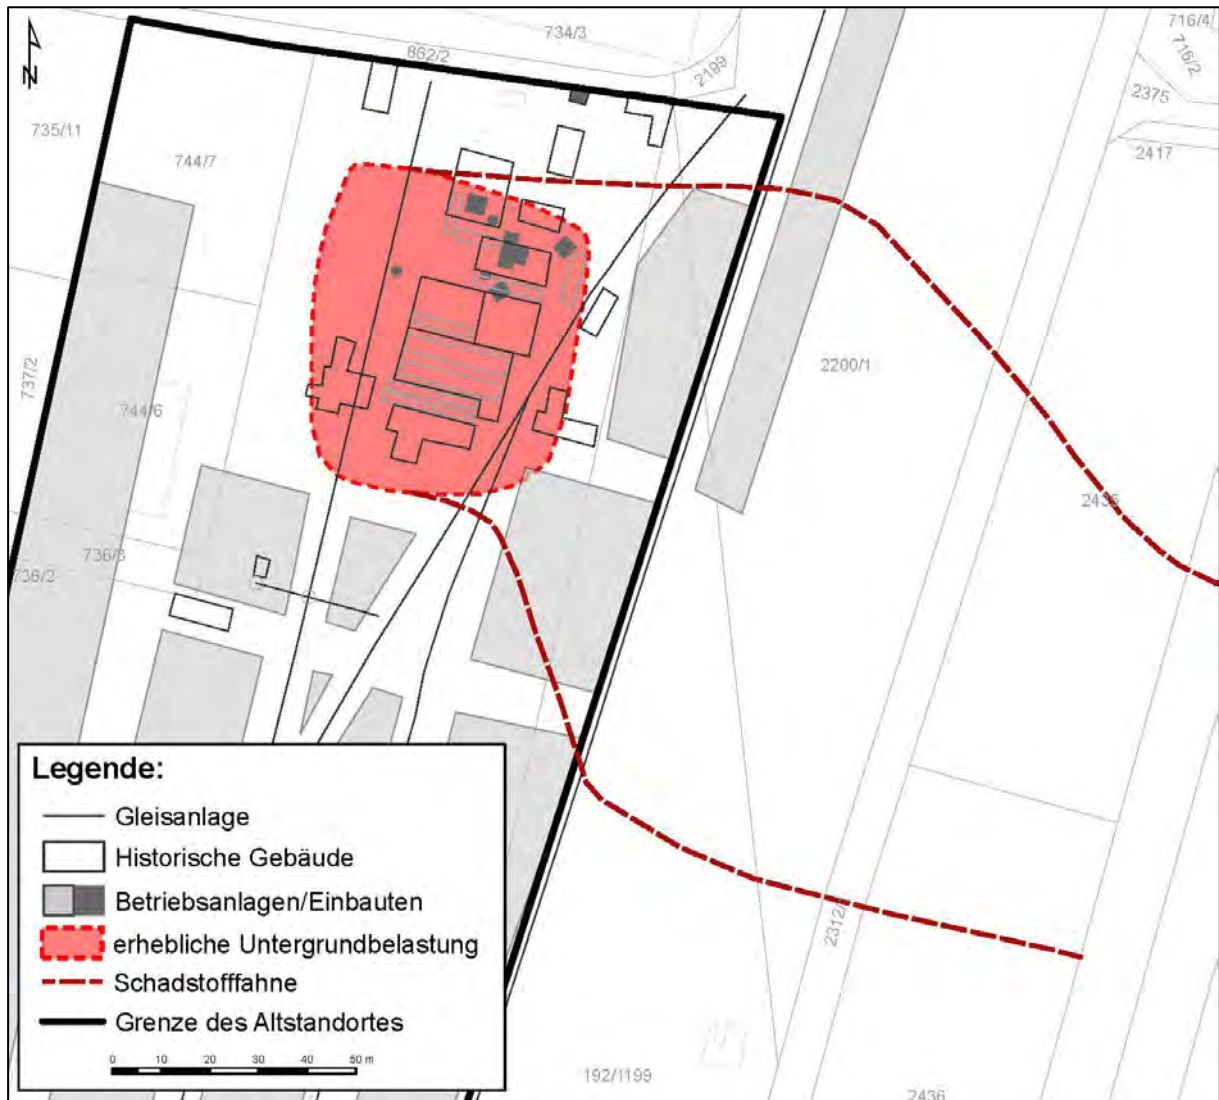 734/3
716/4
862/2
716/2
2199
2375
735/11
2417
744/7
N
737/2
2200/1
744/6
2435
736/3
736/2
Legende:
Gleisanlage
Historische Gebäude
Betriebsanlagen/Einbauten
erhebliche Untergrundbelastung
Schadstofffahne
Grenze des Altstandortes
0 10 20 30 40 50 m
192/1199
2436